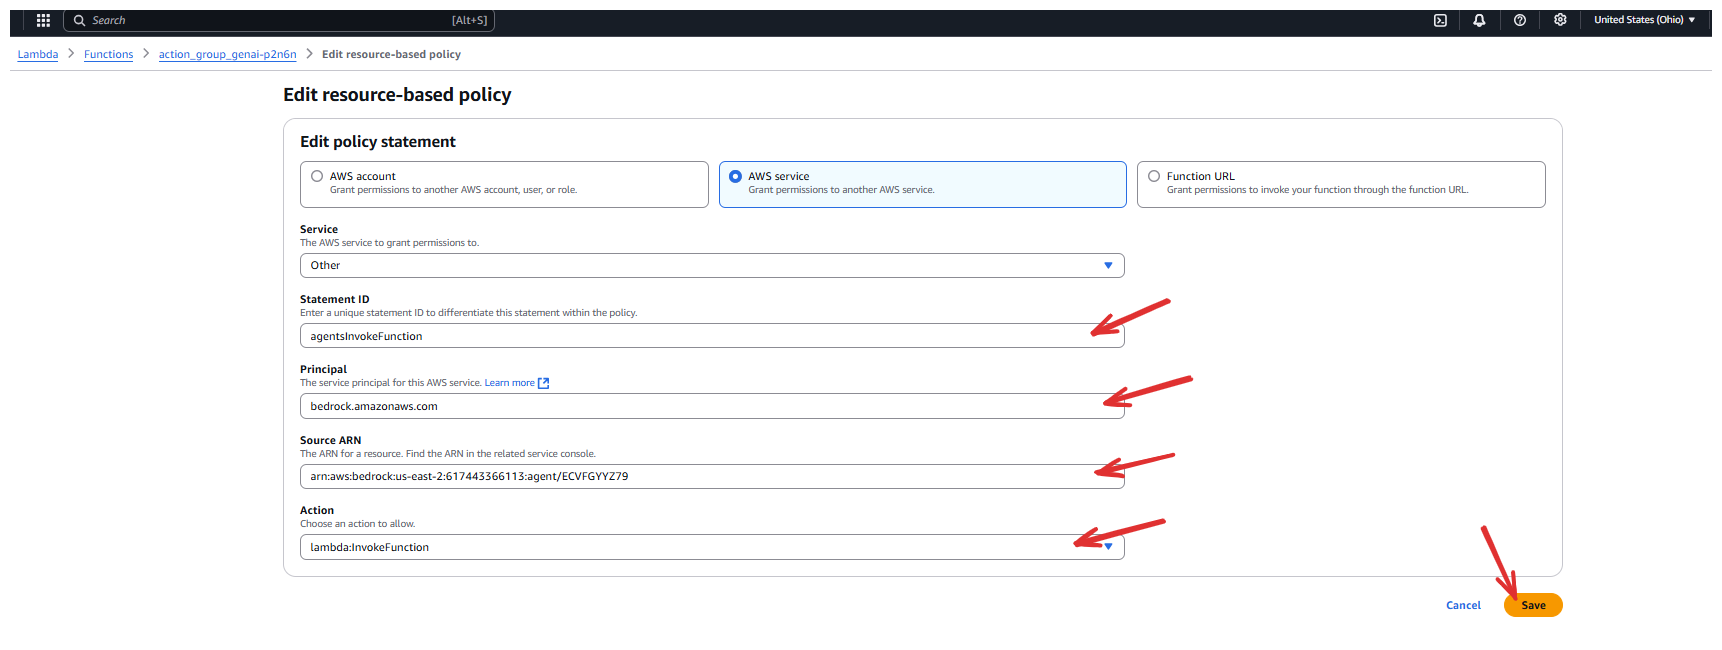 Search [Alt+S] United States (Ohio)
Lambda > Functions > action_group_genai-p2n6n > Edit resource-based policy
Edit resource-based policy
Edit policy statement
AWS account
Grant permissions to another AWS account, user, or role.
AWS service
Grant permissions to another AWS service.
Function URL
Grant permissions to invoke your function through the function URL.
Service
The AWS service to grant permissions to.
Other
Statement ID
Enter a unique statement ID to differentiate this statement within the policy.
agentsInvokeFunction
Principal
The service principal for this AWS service. Learn more
bedrock.amazonaws.com
Source ARN
The ARN for a resource. Find the ARN in the related service console.
arn:aws:bedrock:us-east-2:617443366113:agent/ECVFGYYZ79
Action
Choose an action to allow.
lambda:InvokeFunction
Cancel Save